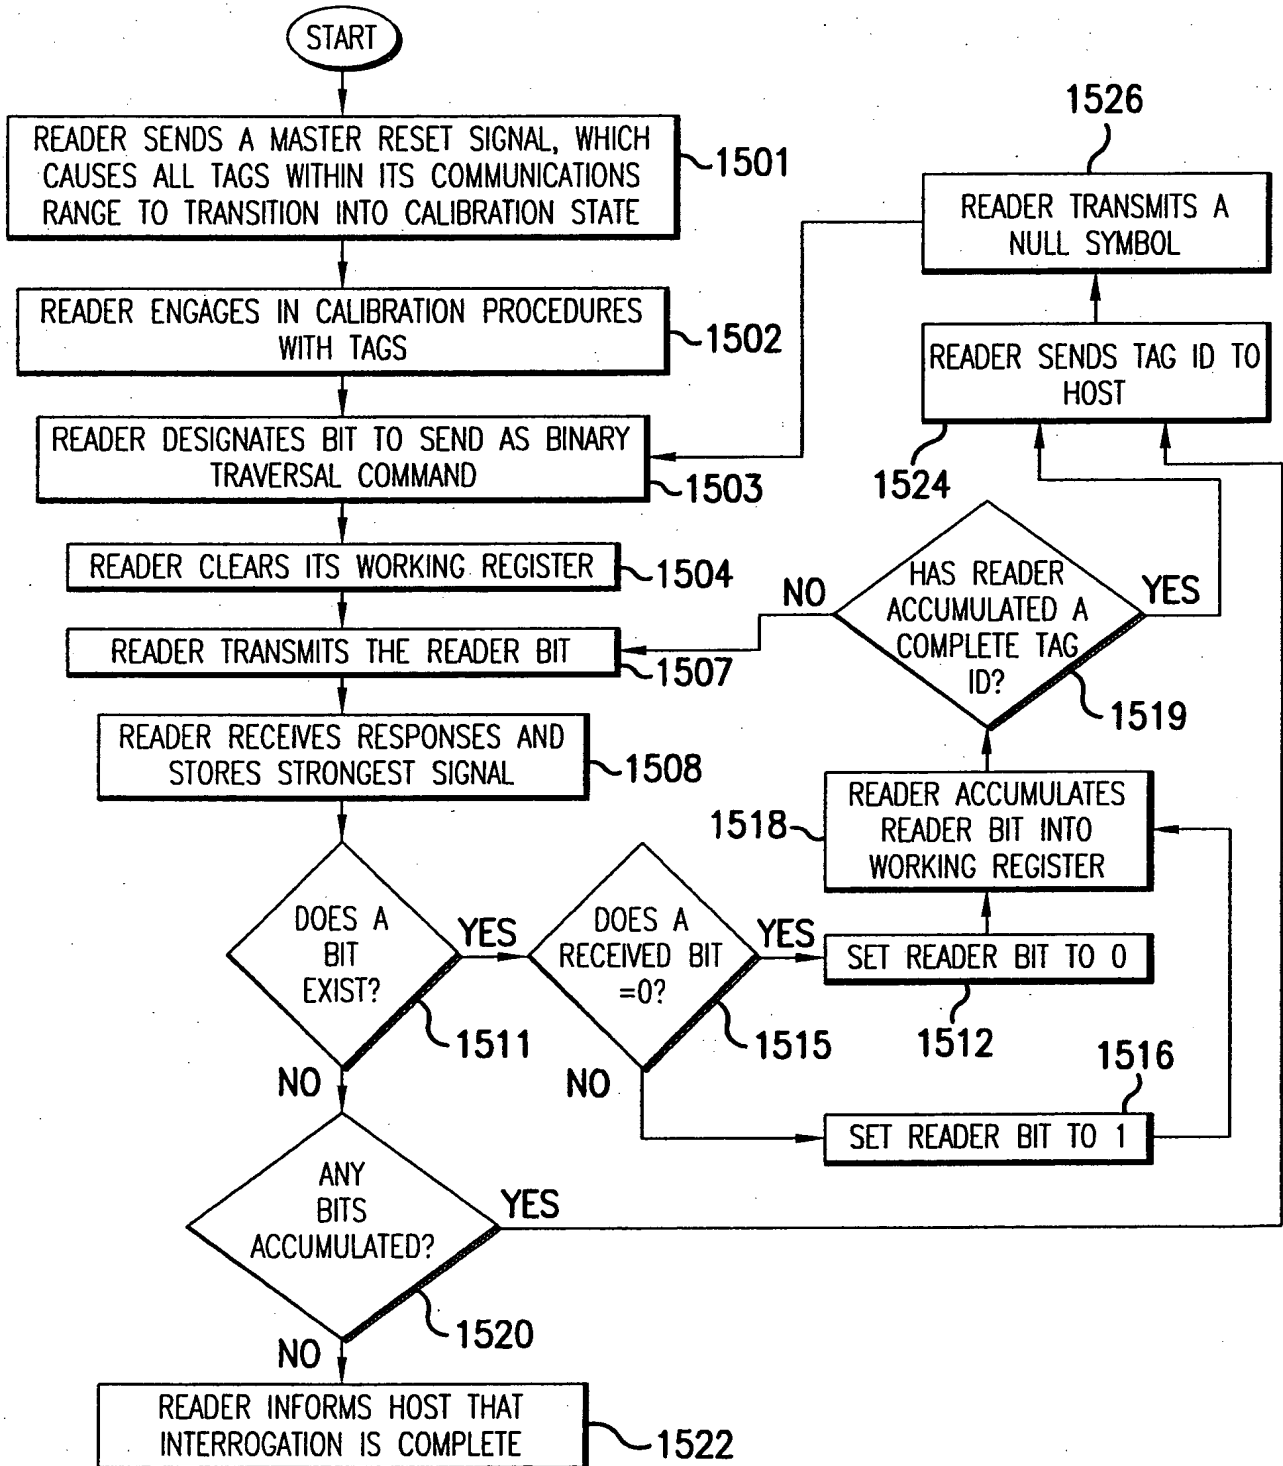 START
READER SENDS A MASTER RESET SIGNAL, WHICH
CAUSES ALL TAGS WITHIN ITS COMMUNICATIONS
RANGE TO TRANSITION INTO CALIBRATION STATE
1501
READER ENGAGES IN CALIBRATION PROCEDURES
WITH TAGS
1502
READER DESIGNATES BIT TO SEND AS BINARY
TRAVERSAL COMMAND
1503
READER CLEARS ITS WORKING REGISTER
1504
READER TRANSMITS THE READER BIT
1507
READER RECEIVES RESPONSES AND
STORES STRONGEST SIGNAL
1508
DOES A
BIT
EXIST?
1511
YES
NO
DOES A
RECEIVED BIT
=0?
1515
YES
NO
SET READER BIT TO 0
1512
SET READER BIT TO 1
1516
READER ACCUMULATES
READER BIT INTO
WORKING REGISTER
1518
HAS READER
ACCUMULATED A
COMPLETE TAG
ID?
1519
NO
YES
READER SENDS TAG ID TO
HOST
1524
READER TRANSMITS A
NULL SYMBOL
1526
ANY
BITS
ACCUMULATED?
1520
YES
NO
READER INFORMS HOST THAT
INTERROGATION IS COMPLETE
1522